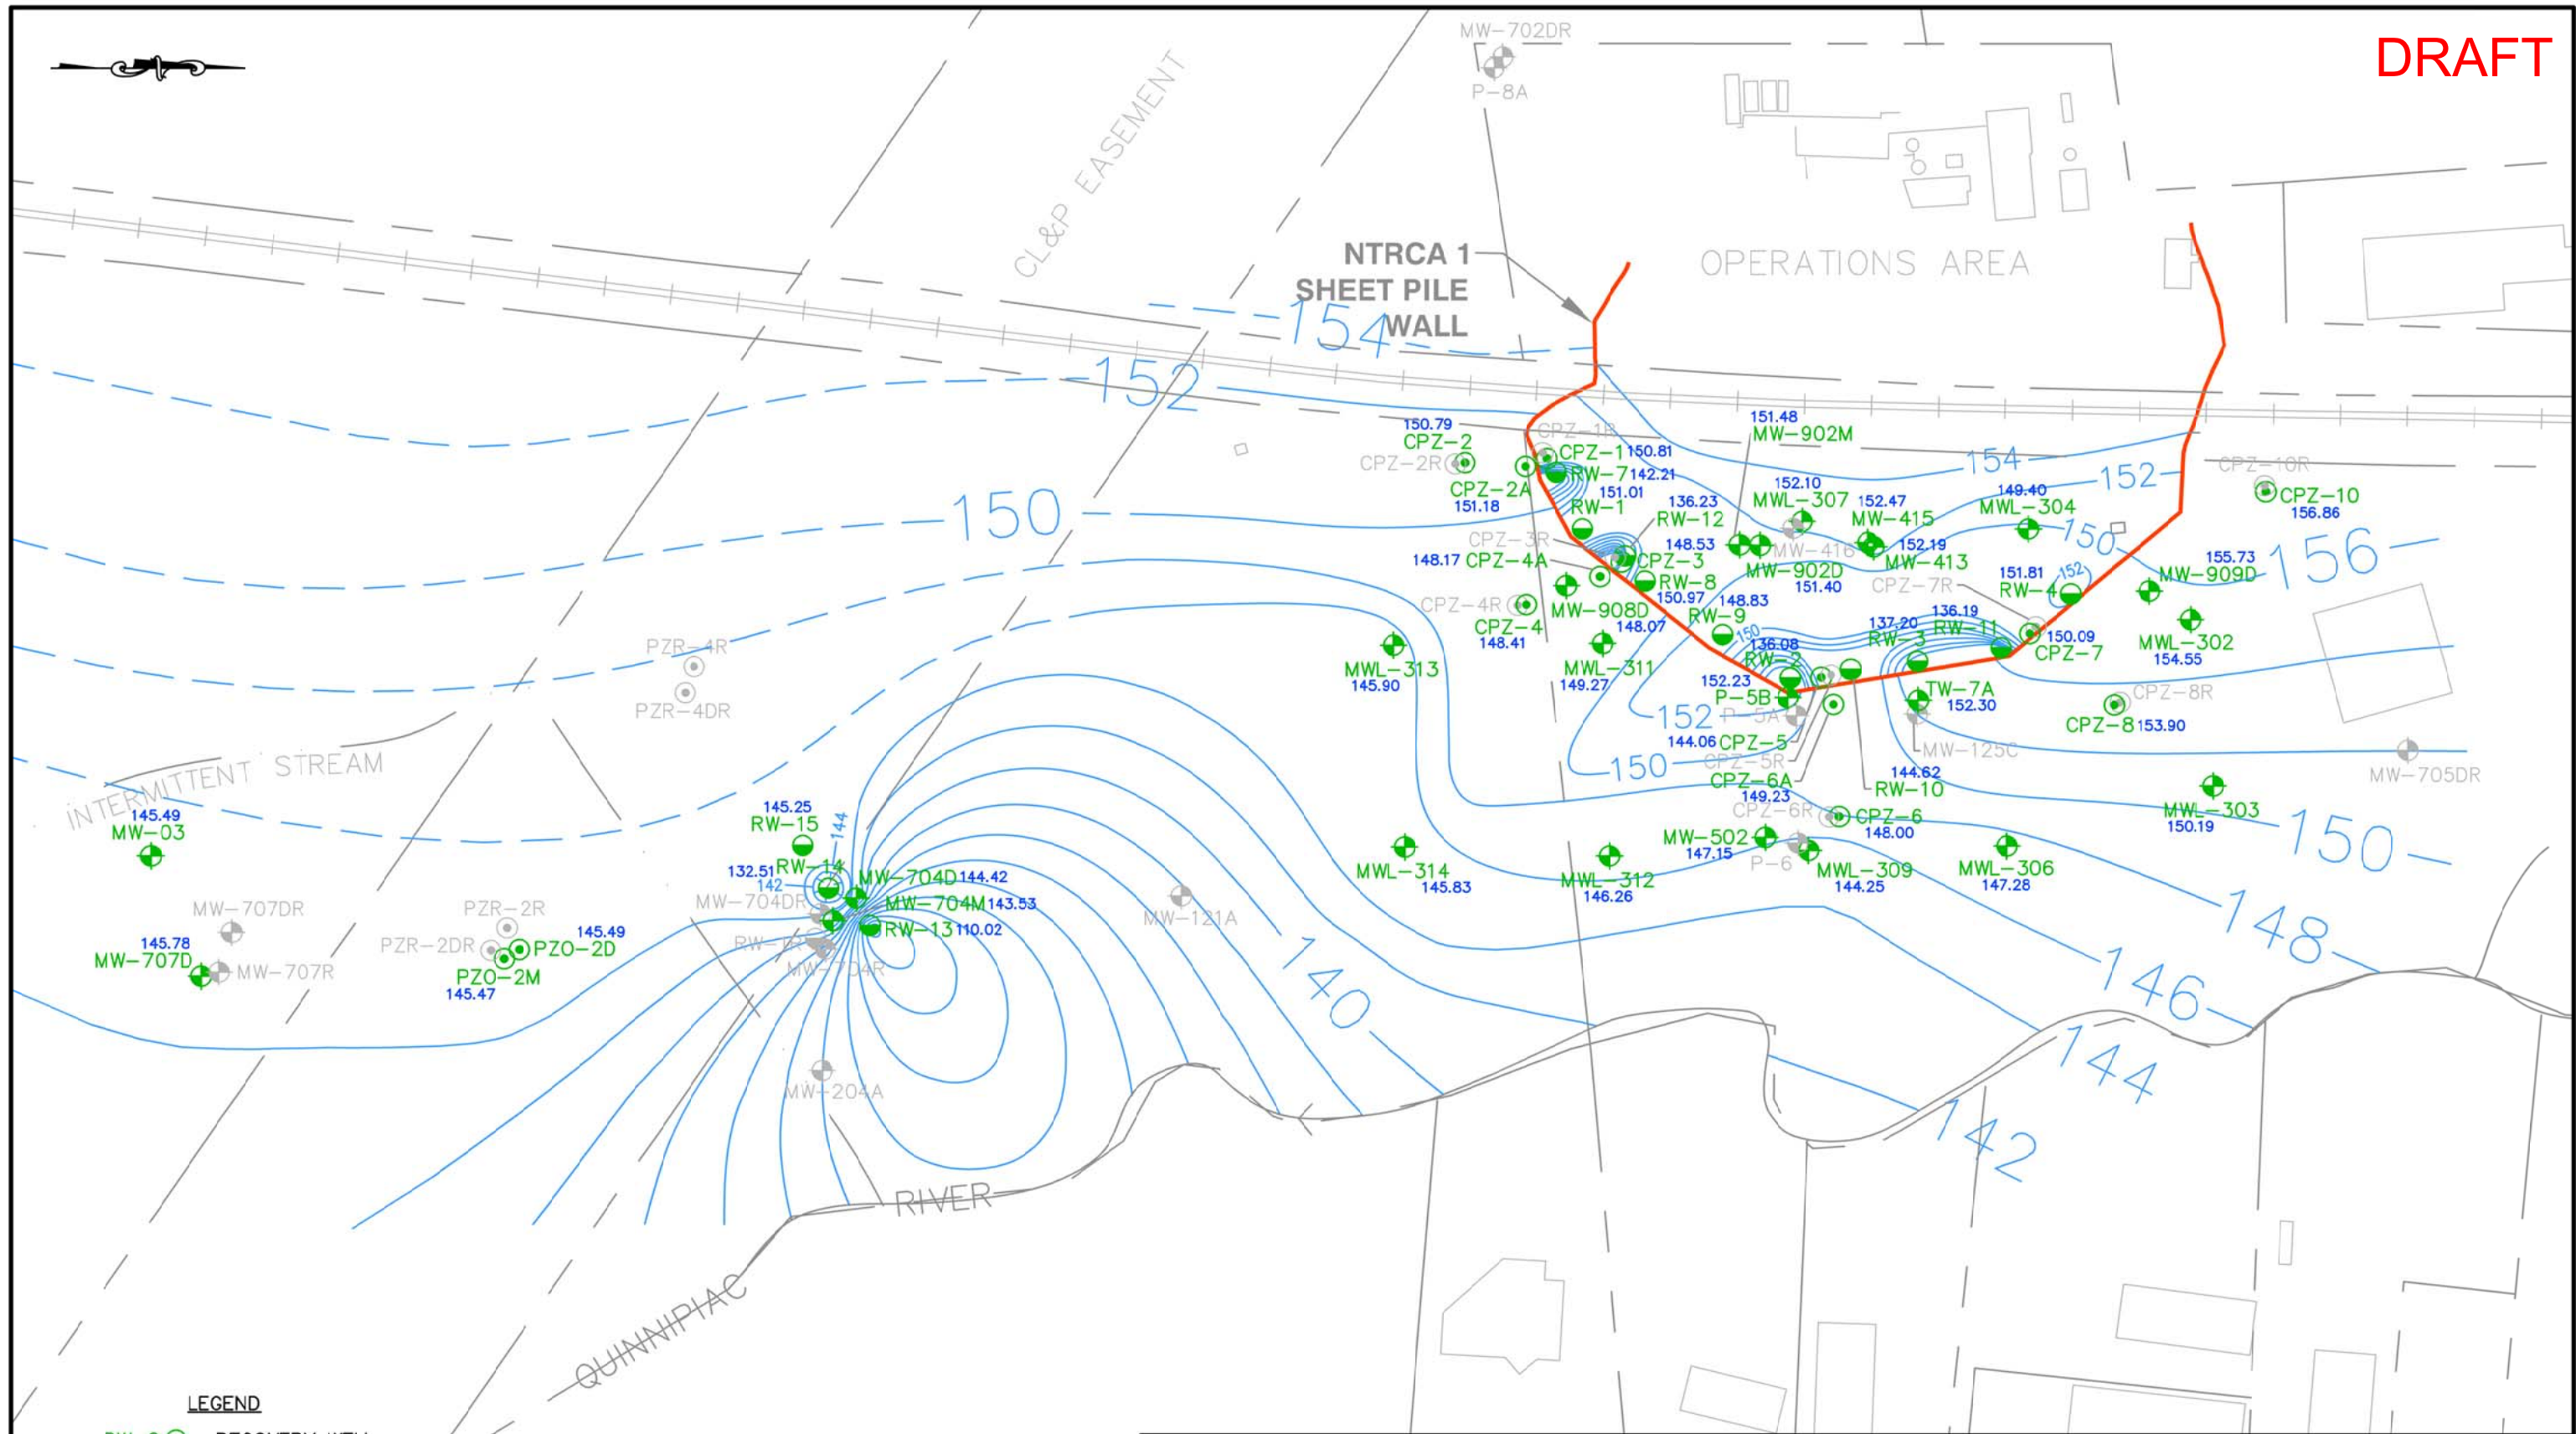 DRAFT
MW-702DR
P-8A
CL&P EASEMENT
NTRCA 1
SHEET PILE
WALL
OPERATIONS AREA
154
152
150.79
CPZ-2
CPZ-2R
CPZ-1R
CPZ-1 150.81
RW-7 142.21
CPZ-2A
151.18
151.01
RW-1
151.48
MW-902M
154
152
152.10
MWL-307
152.47
MW-415
149.40
MWL-304
CPZ-10R
CPZ-10
156.86
150
136.23
RW-12
CPZ-3R
148.17 CPZ-4A
CPZ-3
148.53
MW-416
152.19
MW-413
150
MW-902D
151.40
CPZ-7R
151.81
RW-4
152
155.73
MW-909D
156
RW-8
150.97
148.83
RW-9
CPZ-4R
CPZ-4
148.41
MW-908D
148.07
150
136.08
RW-2
137.20
RW-3
136.19
RW-11
150.09
CPZ-7
MWL-302
154.55
PZR-4R
PZR-4DR
MWL-313
145.90
MWL-311
149.27
152.23
P-5B
P-5A
152
TW-7A
152.30
CPZ-8R
CPZ-8 153.90
144.06 CPZ-5
CPZ-5R
150
CPZ-6A
149.23
144.62
RW-10
MW-125C
MW-705DR
INTERMITTENT STREAM
145.49
MW-03
145.25
RW-15
144
132.51 RW-14
142
MW-704D 144.42
MW-704DR
MW-704M 143.53
RW-1R
RW-13 110.02
MW-704R
MW-121A
MWL-314
145.83
MWL-312
146.26
MW-502
147.15
CPZ-6R
CPZ-6
148.00
P-6
MWL-309
144.25
MWL-306
147.28
MWL-303
150.19
150
MW-707DR
145.78
MW-707D
MW-707R
PZR-2R
PZR-2DR
145.49
PZO-2D
PZO-2M
145.47
140
148
146
144
142
MW-204A
QUINNIPIAC
RIVER
LEGEND